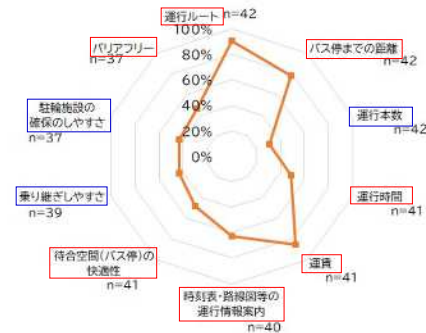 運行ルート n=42
バス停までの距離
n=42
運行本数
n=42
運行時間
n=41
運賃
n=41
時刻表・路線図等の
運行情報案内
n=40
待合空間(バス停)の
快適性
n=41
乗り継ぎしやすさ
n=39
駐輪施設の
確保のしやすさ
n=37
バリアフリー
n=37
100%
80%
60%
40%
20%
0%